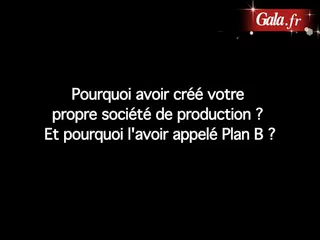 Gala.fr
Pourquoi avoir créé votre
propre société de production ?
Et pourquoi l'avoir appelé Plan B ?